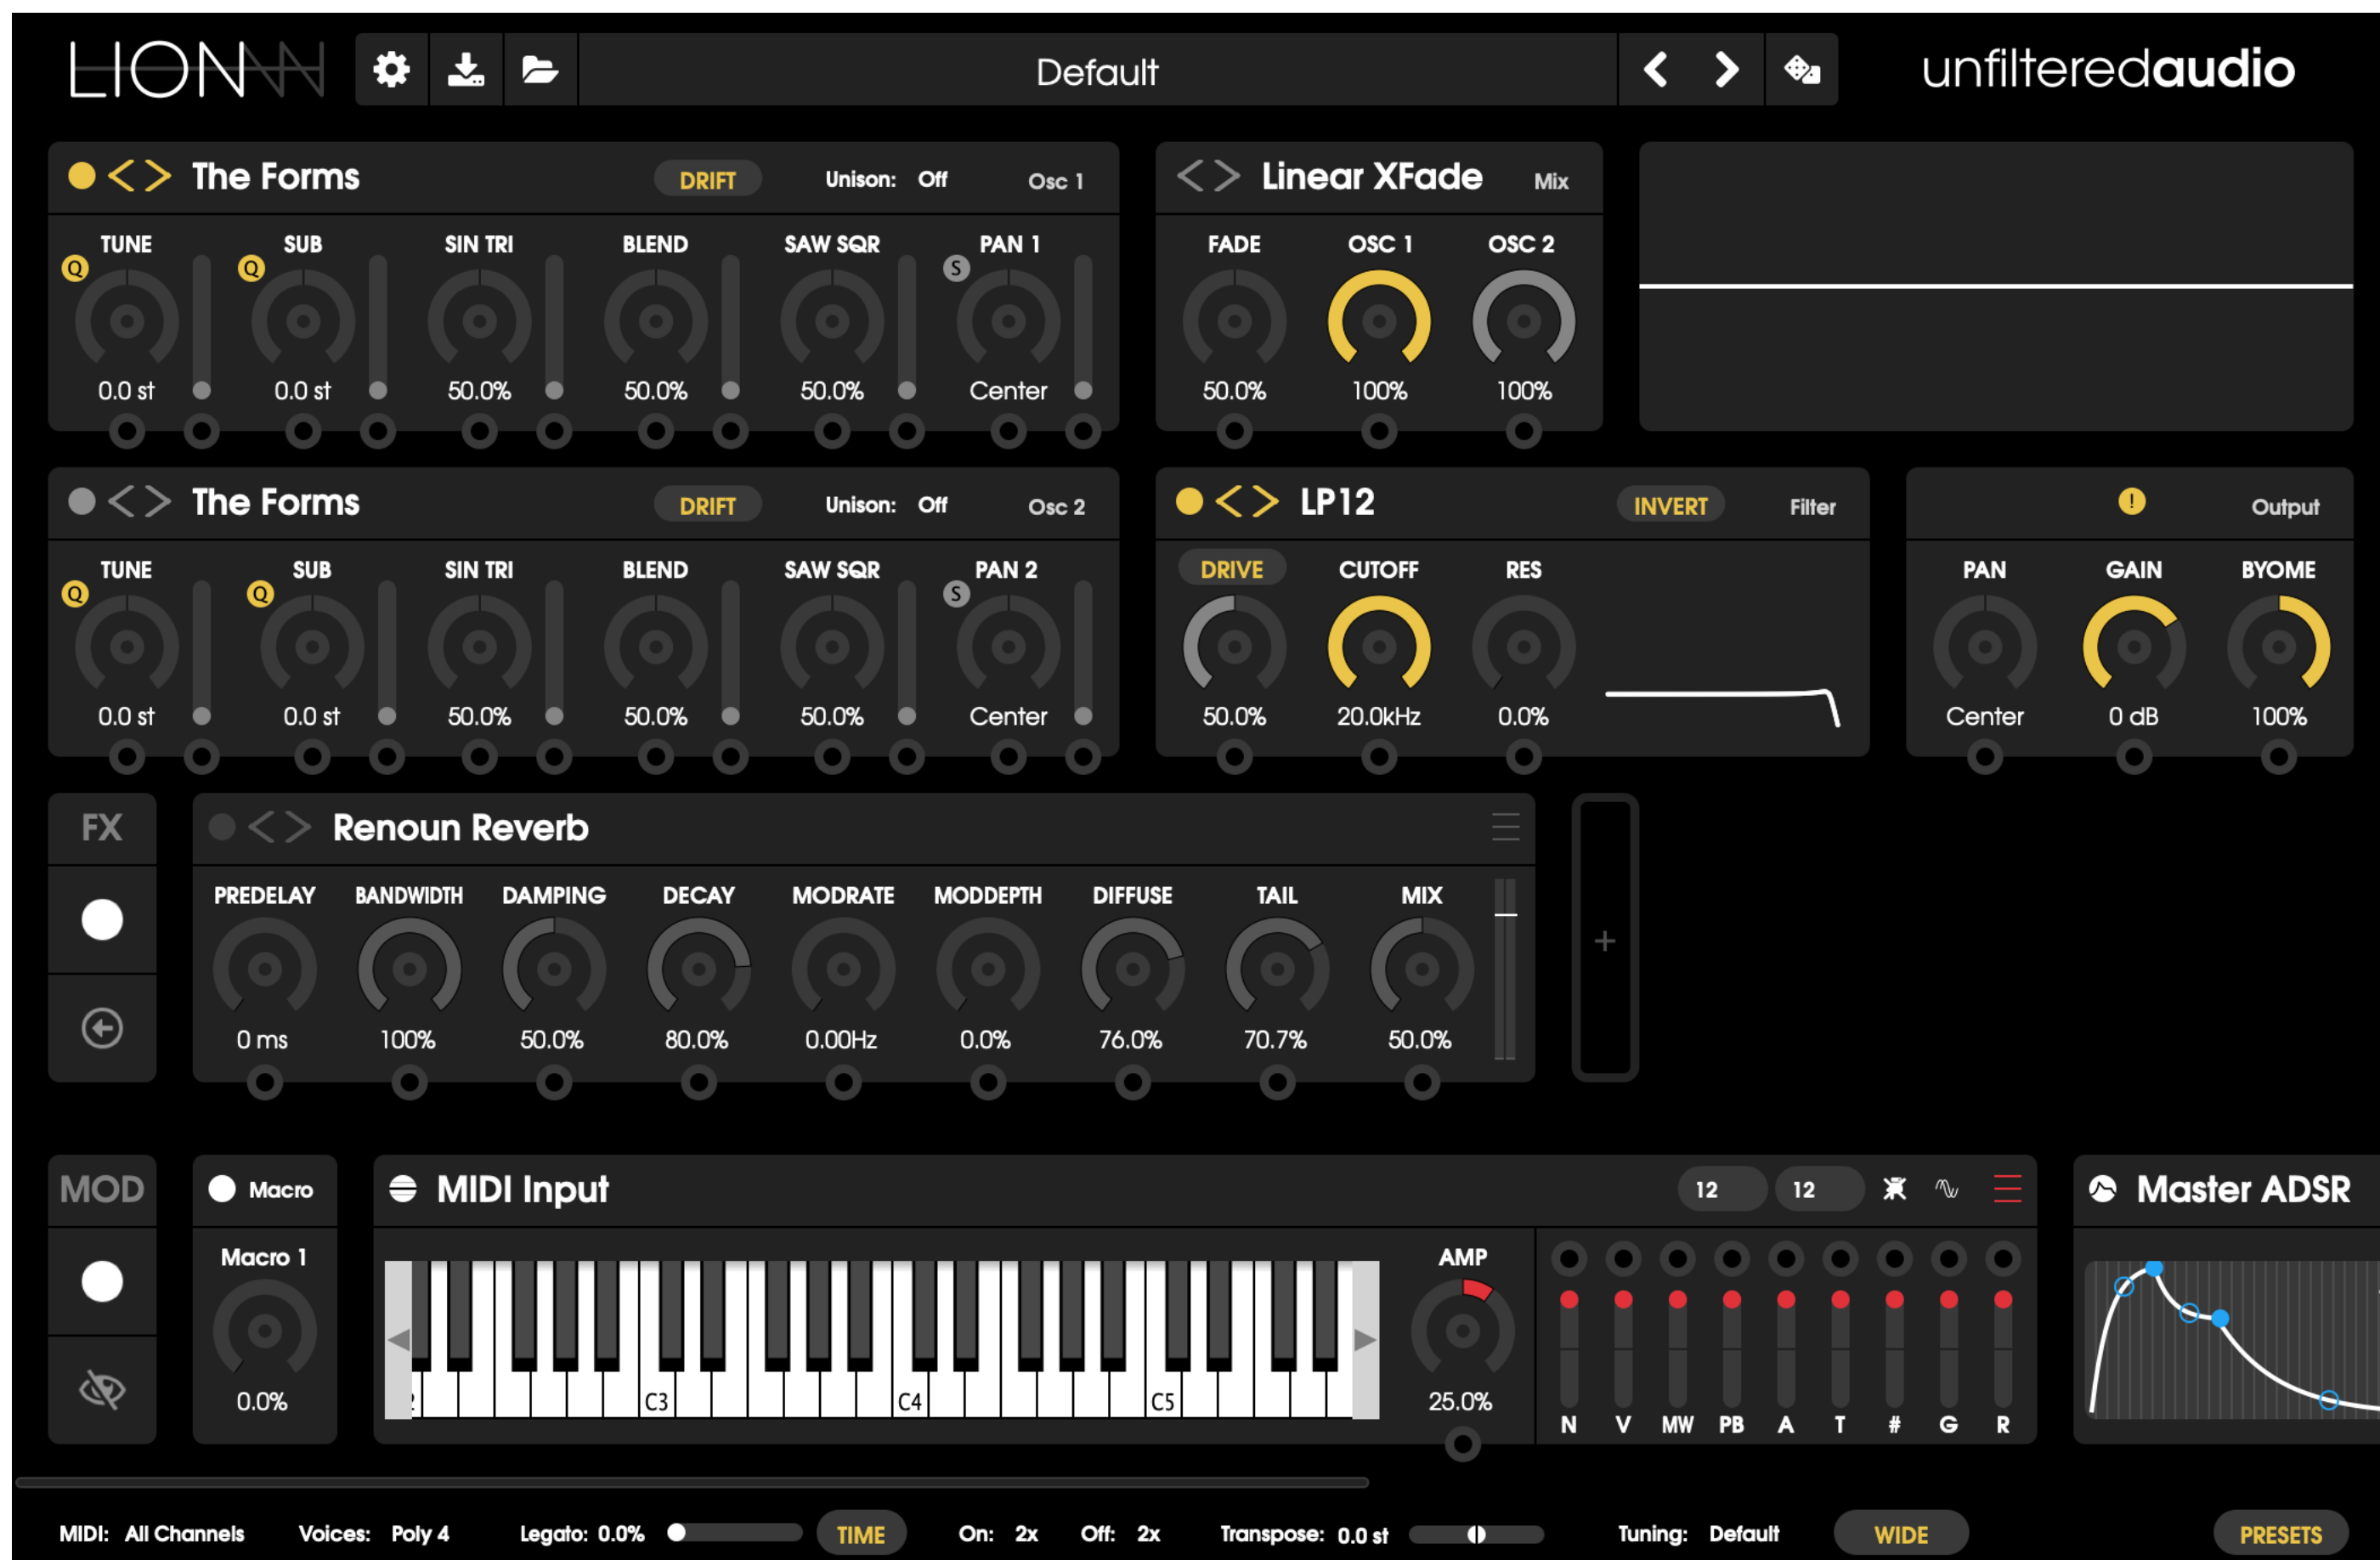 LION
Default
unfilteredaudio
The Forms DRIFT Unison: Off Osc 1
TUNE SUB SIN TRI BLEND SAW SQR PAN 1
Q Q S
0.0 st 0.0 st 50.0% 50.0% 50.0% Center
Linear XFade Mix
FADE OSC 1 OSC 2
50.0% 100% 100%
The Forms DRIFT Unison: Off Osc 2
TUNE SUB SIN TRI BLEND SAW SQR PAN 2
Q Q S
0.0 st 0.0 st 50.0% 50.0% 50.0% Center
LP12 INVERT Filter
DRIVE CUTOFF RES
50.0% 20.0kHz 0.0%
! Output
PAN GAIN BYOME
Center 0 dB 100%
FX
Renoun Reverb
PREDELAY BANDWIDTH DAMPING DECAY MODRATE MODDEPTH DIFFUSE TAIL MIX
0 ms 100% 50.0% 80.0% 0.00Hz 0.0% 76.0% 70.7% 50.0%
+
MOD
Macro
Macro 1
0.0%
MIDI Input 12 12
C3 C4 C5
AMP
25.0%
N V MW PB A T # G R
Master ADSR
MIDI: All Channels Voices: Poly 4 Legato: 0.0% TIME On: 2x Off: 2x Transpose: 0.0 st Tuning: Default WIDE PRESETS